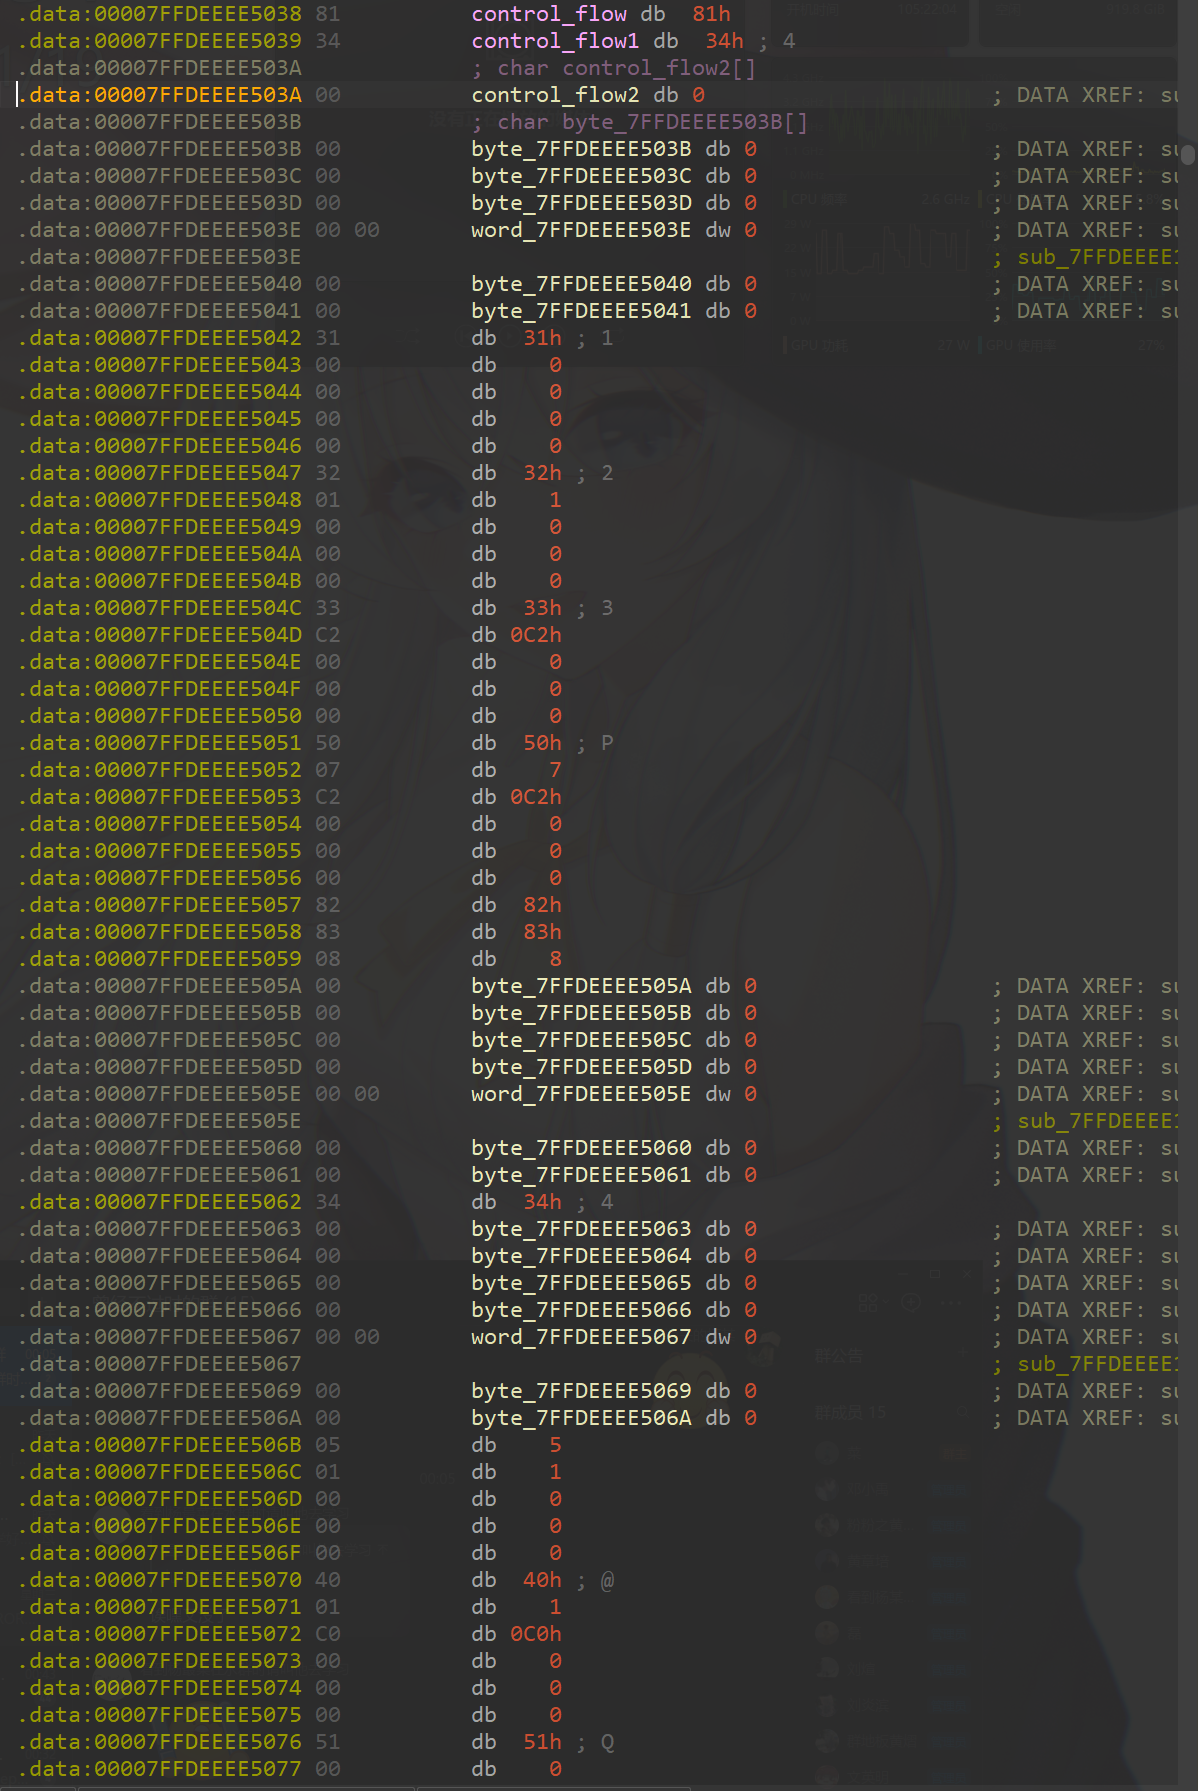 .data:00007FFDEEEE5038 81 control_flow db 81h
.data:00007FFDEEEE5039 34 control_flow1 db 34h ; 4
.data:00007FFDEEEE503A ; char control_flow2[]
.data:00007FFDEEEE503A 00 control_flow2 db 0 ; DATA XREF: su
.data:00007FFDEEEE503B ; char byte_7FFDEEEE503B[]
.data:00007FFDEEEE503B 00 byte_7FFDEEEE503B db 0 ; DATA XREF: su
.data:00007FFDEEEE503C 00 byte_7FFDEEEE503C db 0 ; DATA XREF: su
.data:00007FFDEEEE503D 00 byte_7FFDEEEE503D db 0 ; DATA XREF: su
.data:00007FFDEEEE503E 00 00 word_7FFDEEEE503E dw 0 ; DATA XREF: su
.data:00007FFDEEEE503E ; sub_7FFDEEEE1
.data:00007FFDEEEE5040 00 byte_7FFDEEEE5040 db 0 ; DATA XREF: su
.data:00007FFDEEEE5041 00 byte_7FFDEEEE5041 db 0 ; DATA XREF: su
.data:00007FFDEEEE5042 31 db 31h ; 1
.data:00007FFDEEEE5043 00 db 0
.data:00007FFDEEEE5044 00 db 0
.data:00007FFDEEEE5045 00 db 0
.data:00007FFDEEEE5046 00 db 0
.data:00007FFDEEEE5047 32 db 32h ; 2
.data:00007FFDEEEE5048 01 db 1
.data:00007FFDEEEE5049 00 db 0
.data:00007FFDEEEE504A 00 db 0
.data:00007FFDEEEE504B 00 db 0
.data:00007FFDEEEE504C 33 db 33h ; 3
.data:00007FFDEEEE504D C2 db 0C2h
.data:00007FFDEEEE504E 00 db 0
.data:00007FFDEEEE504F 00 db 0
.data:00007FFDEEEE5050 00 db 0
.data:00007FFDEEEE5051 50 db 50h ; P
.data:00007FFDEEEE5052 07 db 7
.data:00007FFDEEEE5053 C2 db 0C2h
.data:00007FFDEEEE5054 00 db 0
.data:00007FFDEEEE5055 00 db 0
.data:00007FFDEEEE5056 00 db 0
.data:00007FFDEEEE5057 82 db 82h
.data:00007FFDEEEE5058 83 db 83h
.data:00007FFDEEEE5059 08 db 8
.data:00007FFDEEEE505A 00 byte_7FFDEEEE505A db 0 ; DATA XREF: su
.data:00007FFDEEEE505B 00 byte_7FFDEEEE505B db 0 ; DATA XREF: su
.data:00007FFDEEEE505C 00 byte_7FFDEEEE505C db 0 ; DATA XREF: su
.data:00007FFDEEEE505D 00 byte_7FFDEEEE505D db 0 ; DATA XREF: su
.data:00007FFDEEEE505E 00 00 word_7FFDEEEE505E dw 0 ; DATA XREF: su
.data:00007FFDEEEE505E ; sub_7FFDEEEE1
.data:00007FFDEEEE5060 00 byte_7FFDEEEE5060 db 0 ; DATA XREF: su
.data:00007FFDEEEE5061 00 byte_7FFDEEEE5061 db 0 ; DATA XREF: su
.data:00007FFDEEEE5062 34 db 34h ; 4
.data:00007FFDEEEE5063 00 byte_7FFDEEEE5063 db 0 ; DATA XREF: su
.data:00007FFDEEEE5064 00 byte_7FFDEEEE5064 db 0 ; DATA XREF: su
.data:00007FFDEEEE5065 00 byte_7FFDEEEE5065 db 0 ; DATA XREF: su
.data:00007FFDEEEE5066 00 byte_7FFDEEEE5066 db 0 ; DATA XREF: su
.data:00007FFDEEEE5067 00 00 word_7FFDEEEE5067 dw 0 ; DATA XREF: su
.data:00007FFDEEEE5067 ; sub_7FFDEEEE1
.data:00007FFDEEEE5069 00 byte_7FFDEEEE5069 db 0 ; DATA XREF: su
.data:00007FFDEEEE506A 00 byte_7FFDEEEE506A db 0 ; DATA XREF: su
.data:00007FFDEEEE506B 05 db 5
.data:00007FFDEEEE506C 01 db 1
.data:00007FFDEEEE506D 00 db 0
.data:00007FFDEEEE506E 00 db 0
.data:00007FFDEEEE506F 00 db 0
.data:00007FFDEEEE5070 40 db 40h ; @
.data:00007FFDEEEE5071 01 db 1
.data:00007FFDEEEE5072 C0 db 0C0h
.data:00007FFDEEEE5073 00 db 0
.data:00007FFDEEEE5074 00 db 0
.data:00007FFDEEEE5075 00 db 0
.data:00007FFDEEEE5076 51 db 51h ; Q
.data:00007FFDEEEE5077 00 db 0